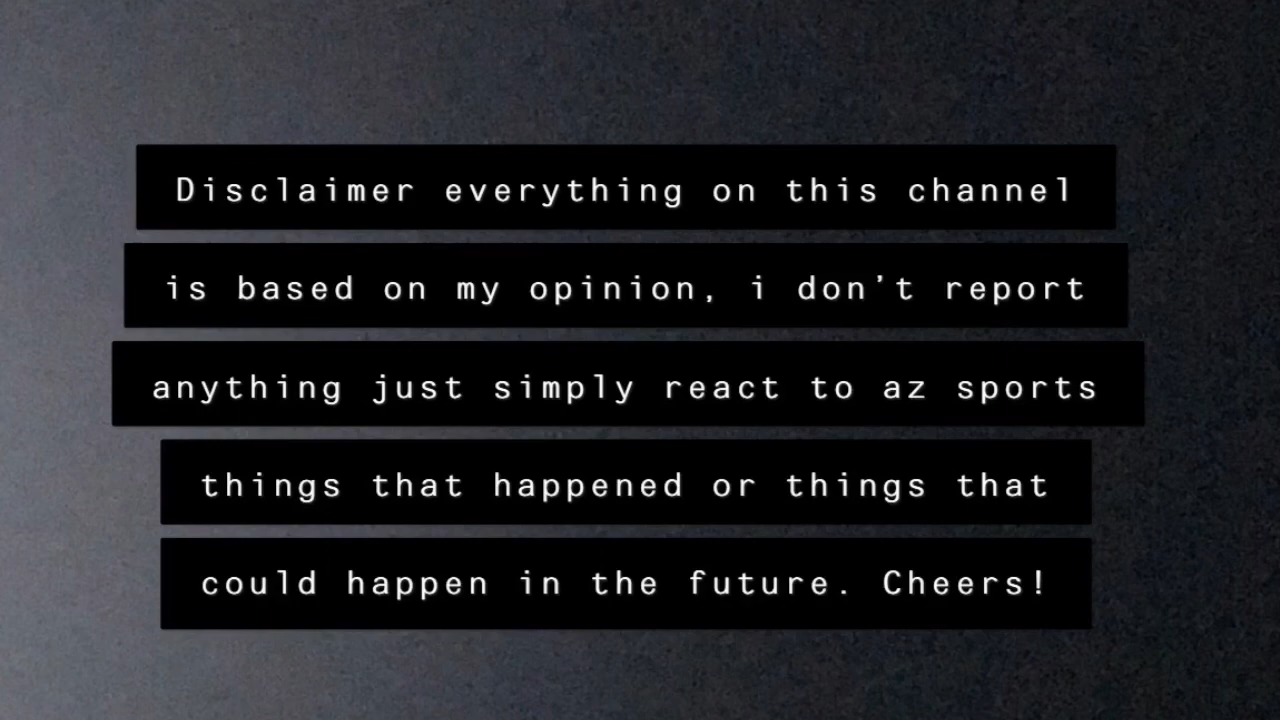 Disclaimer everything on this channel
is based on my opinion, i don’t report
anything just simply react to az sports
things that happened or things that
could happen in the future. Cheers!